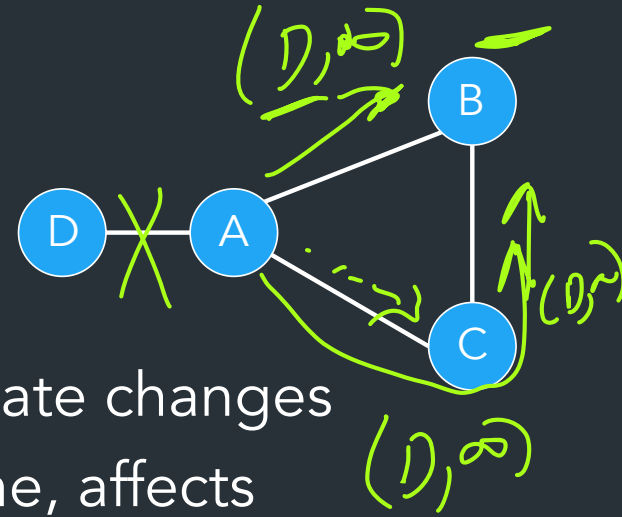 (D, ∞)
B
D
A
(D, ∞)
C
ate changes
(D, ∞)
ne, affects